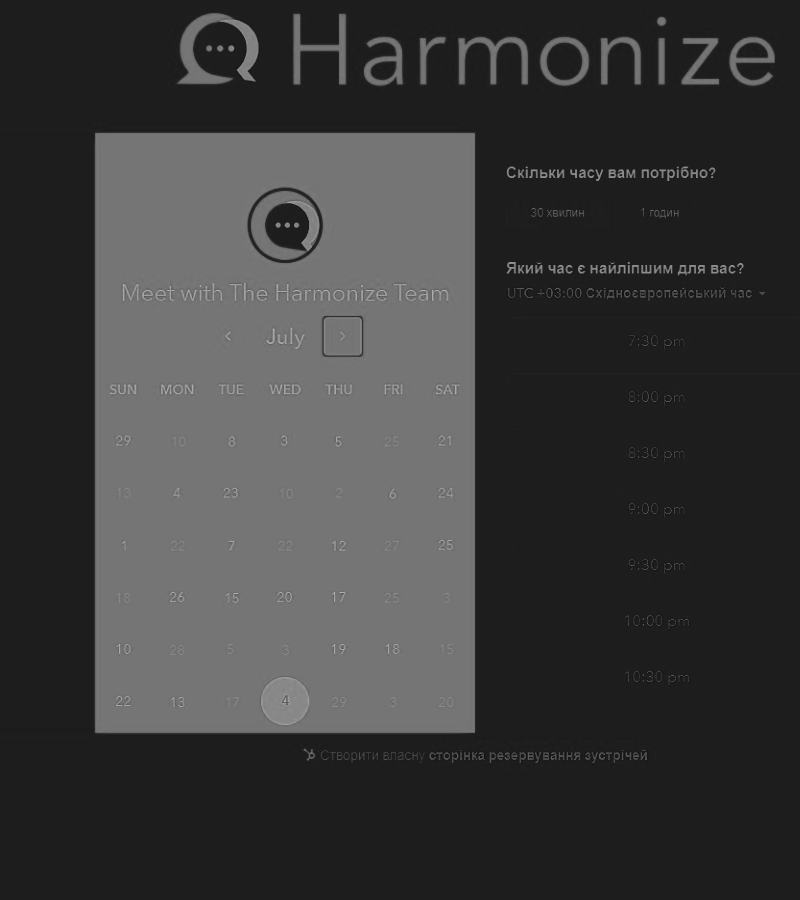 Harmonize
Meet with The Harmonize Team
July
SUN MON TUE WED THU FRI SAT
29 10 8 3 5 25 21
13 4 23 10 2 6 24
1 22 7 22 12 27 25
18 26 15 20 17 25 3
10 28 5 3 19 18 15
22 13 17 4 29 3 20
Скільки часу вам потрібно?
30 хвилин 1 годин
Який час є найліпшим для вас?
UTC +03:00 Східноєвропейський час
7:30 pm
8:00 pm
8:30 pm
9:00 pm
9:30 pm
10:00 pm
10:30 pm
Створити власну сторінка резервування зустрічей